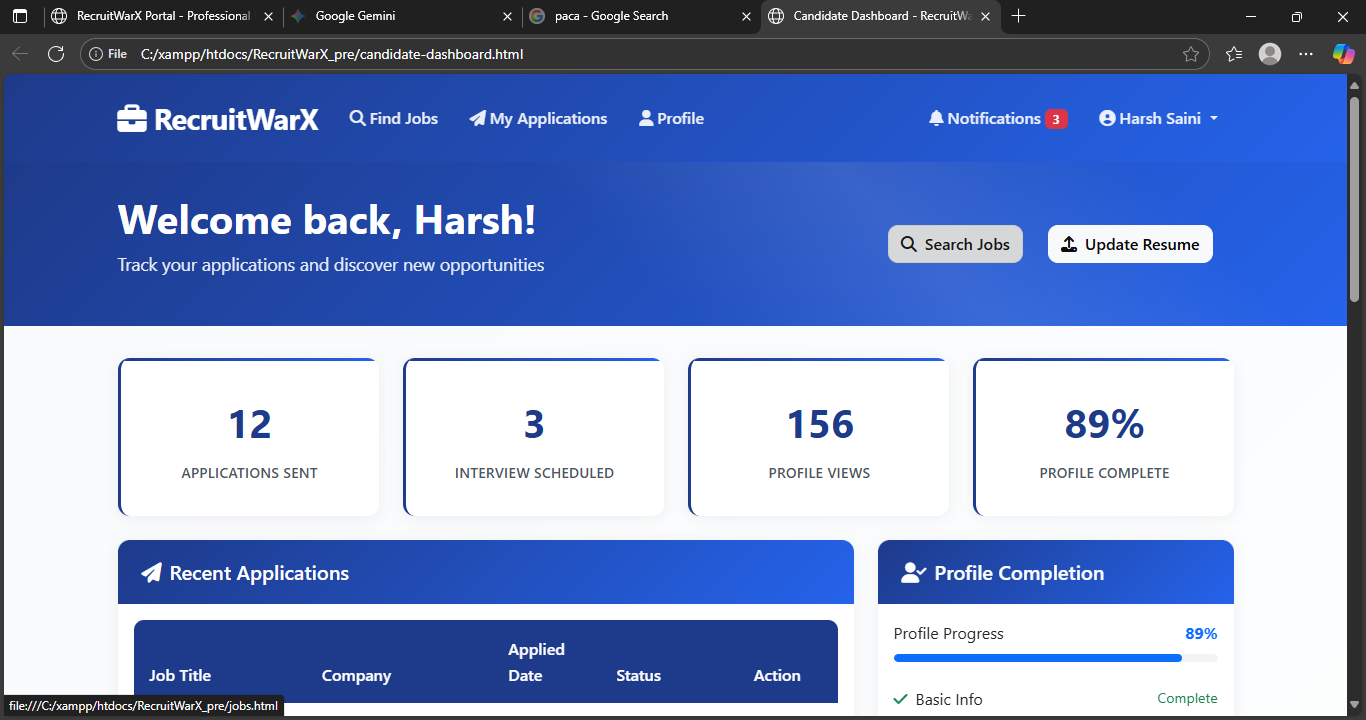 RecruitWarX Portal - Professional
Google Gemini
paca - Google Search
Candidate Dashboard - RecruitWa
File
C:/xampp/htdocs/RecruitWarX_pre/candidate-dashboard.html
RecruitWarX
Find Jobs
My Applications
Profile
Notifications 3
Harsh Saini
Welcome back, Harsh!
Track your applications and discover new opportunities
Search Jobs
Update Resume
12
APPLICATIONS SENT
3
INTERVIEW SCHEDULED
156
PROFILE VIEWS
89%
PROFILE COMPLETE
Recent Applications
Job Title
Company
Applied
Date
Status
Action
Profile Completion
Profile Progress
89%
Basic Info
Complete
file:///C:/xampp/htdocs/RecruitWarX_pre/jobs.html